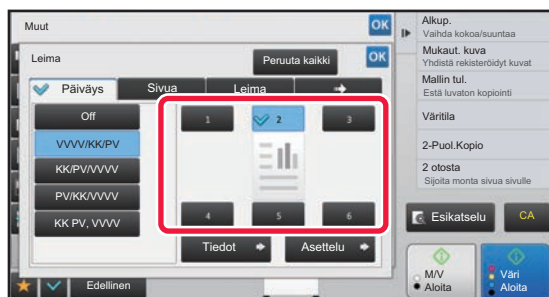 Muut
OK
Leima
Peruuta kaikki
OK
Päiväys
Sivua
Leima
Off
VVVV/KK/PV
KK/PV/VVVV
PV/KK/VVVV
KK PV, VVVV
1
2
3
4
5
6
Tiedot
Asettelu
Edellinen
Alkup.
Vaihda kokoa/suuntaa
Mukaut. kuva
Yhdistä rekisteröidyt kuvat
Mallin tul.
Estä luvaton kopiointi
Väritila
2-Puol.Kopio
2 otosta
Sijoita monta sivua sivulle
Esikatselu
CA
M/V
Aloita
Väri
Aloita